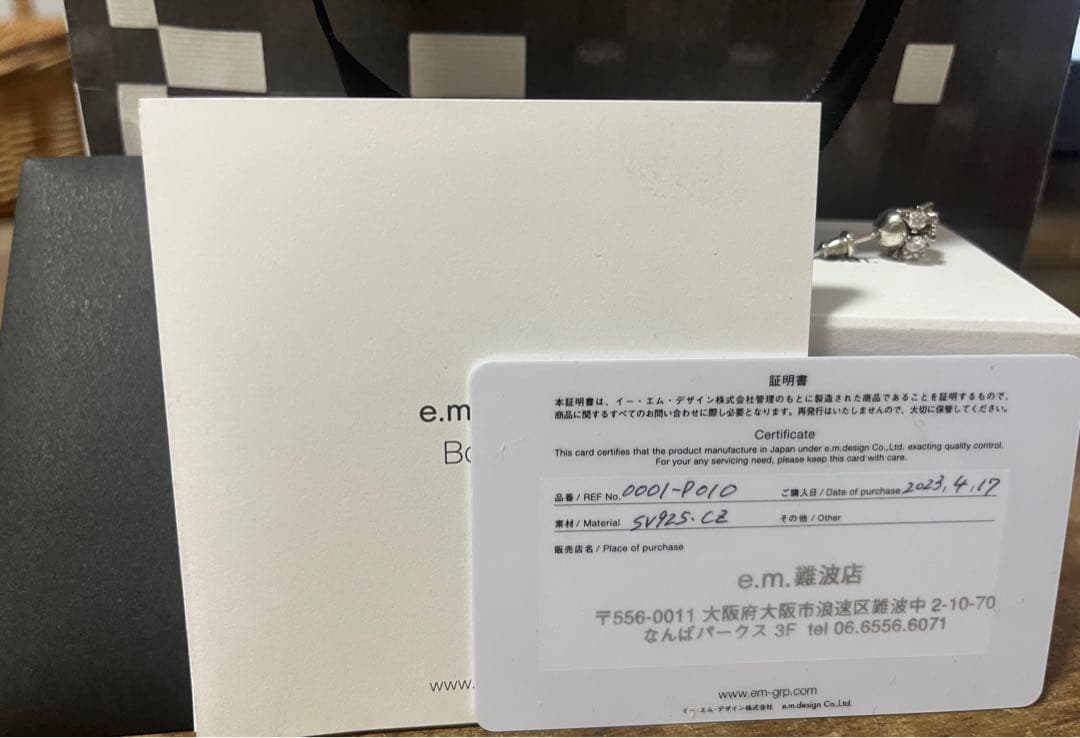 e.m
www.
証明書
本証明書は、イー・エム・デザイン株式会社管理のもとに製造された商品であることを証明するもので、
商品に関するすべてのお問い合わせに際し必要となります。再発行はいたしませんので、大切に保管してください。
Certificate
This card certifies that the product manufacture in Japan under e.m.design Co.,Ltd. exacting quality control.
For your any servicing need, please keep this card with care.
品番 / REF No. 0001-P010 ご購入日 / Date of purchase 2023,4,17
素材 / Material SV925・CZ その他 / Other
販売店名 / Place of purchase
e.m.難波店
〒556-0011 大阪府大阪市浪速区難波中 2-10-70
なんばパークス 3F tel 06.6556.6071
www.em-grp.com
イー・エム・デザイン株式会社 e.m.design Co.,Ltd.